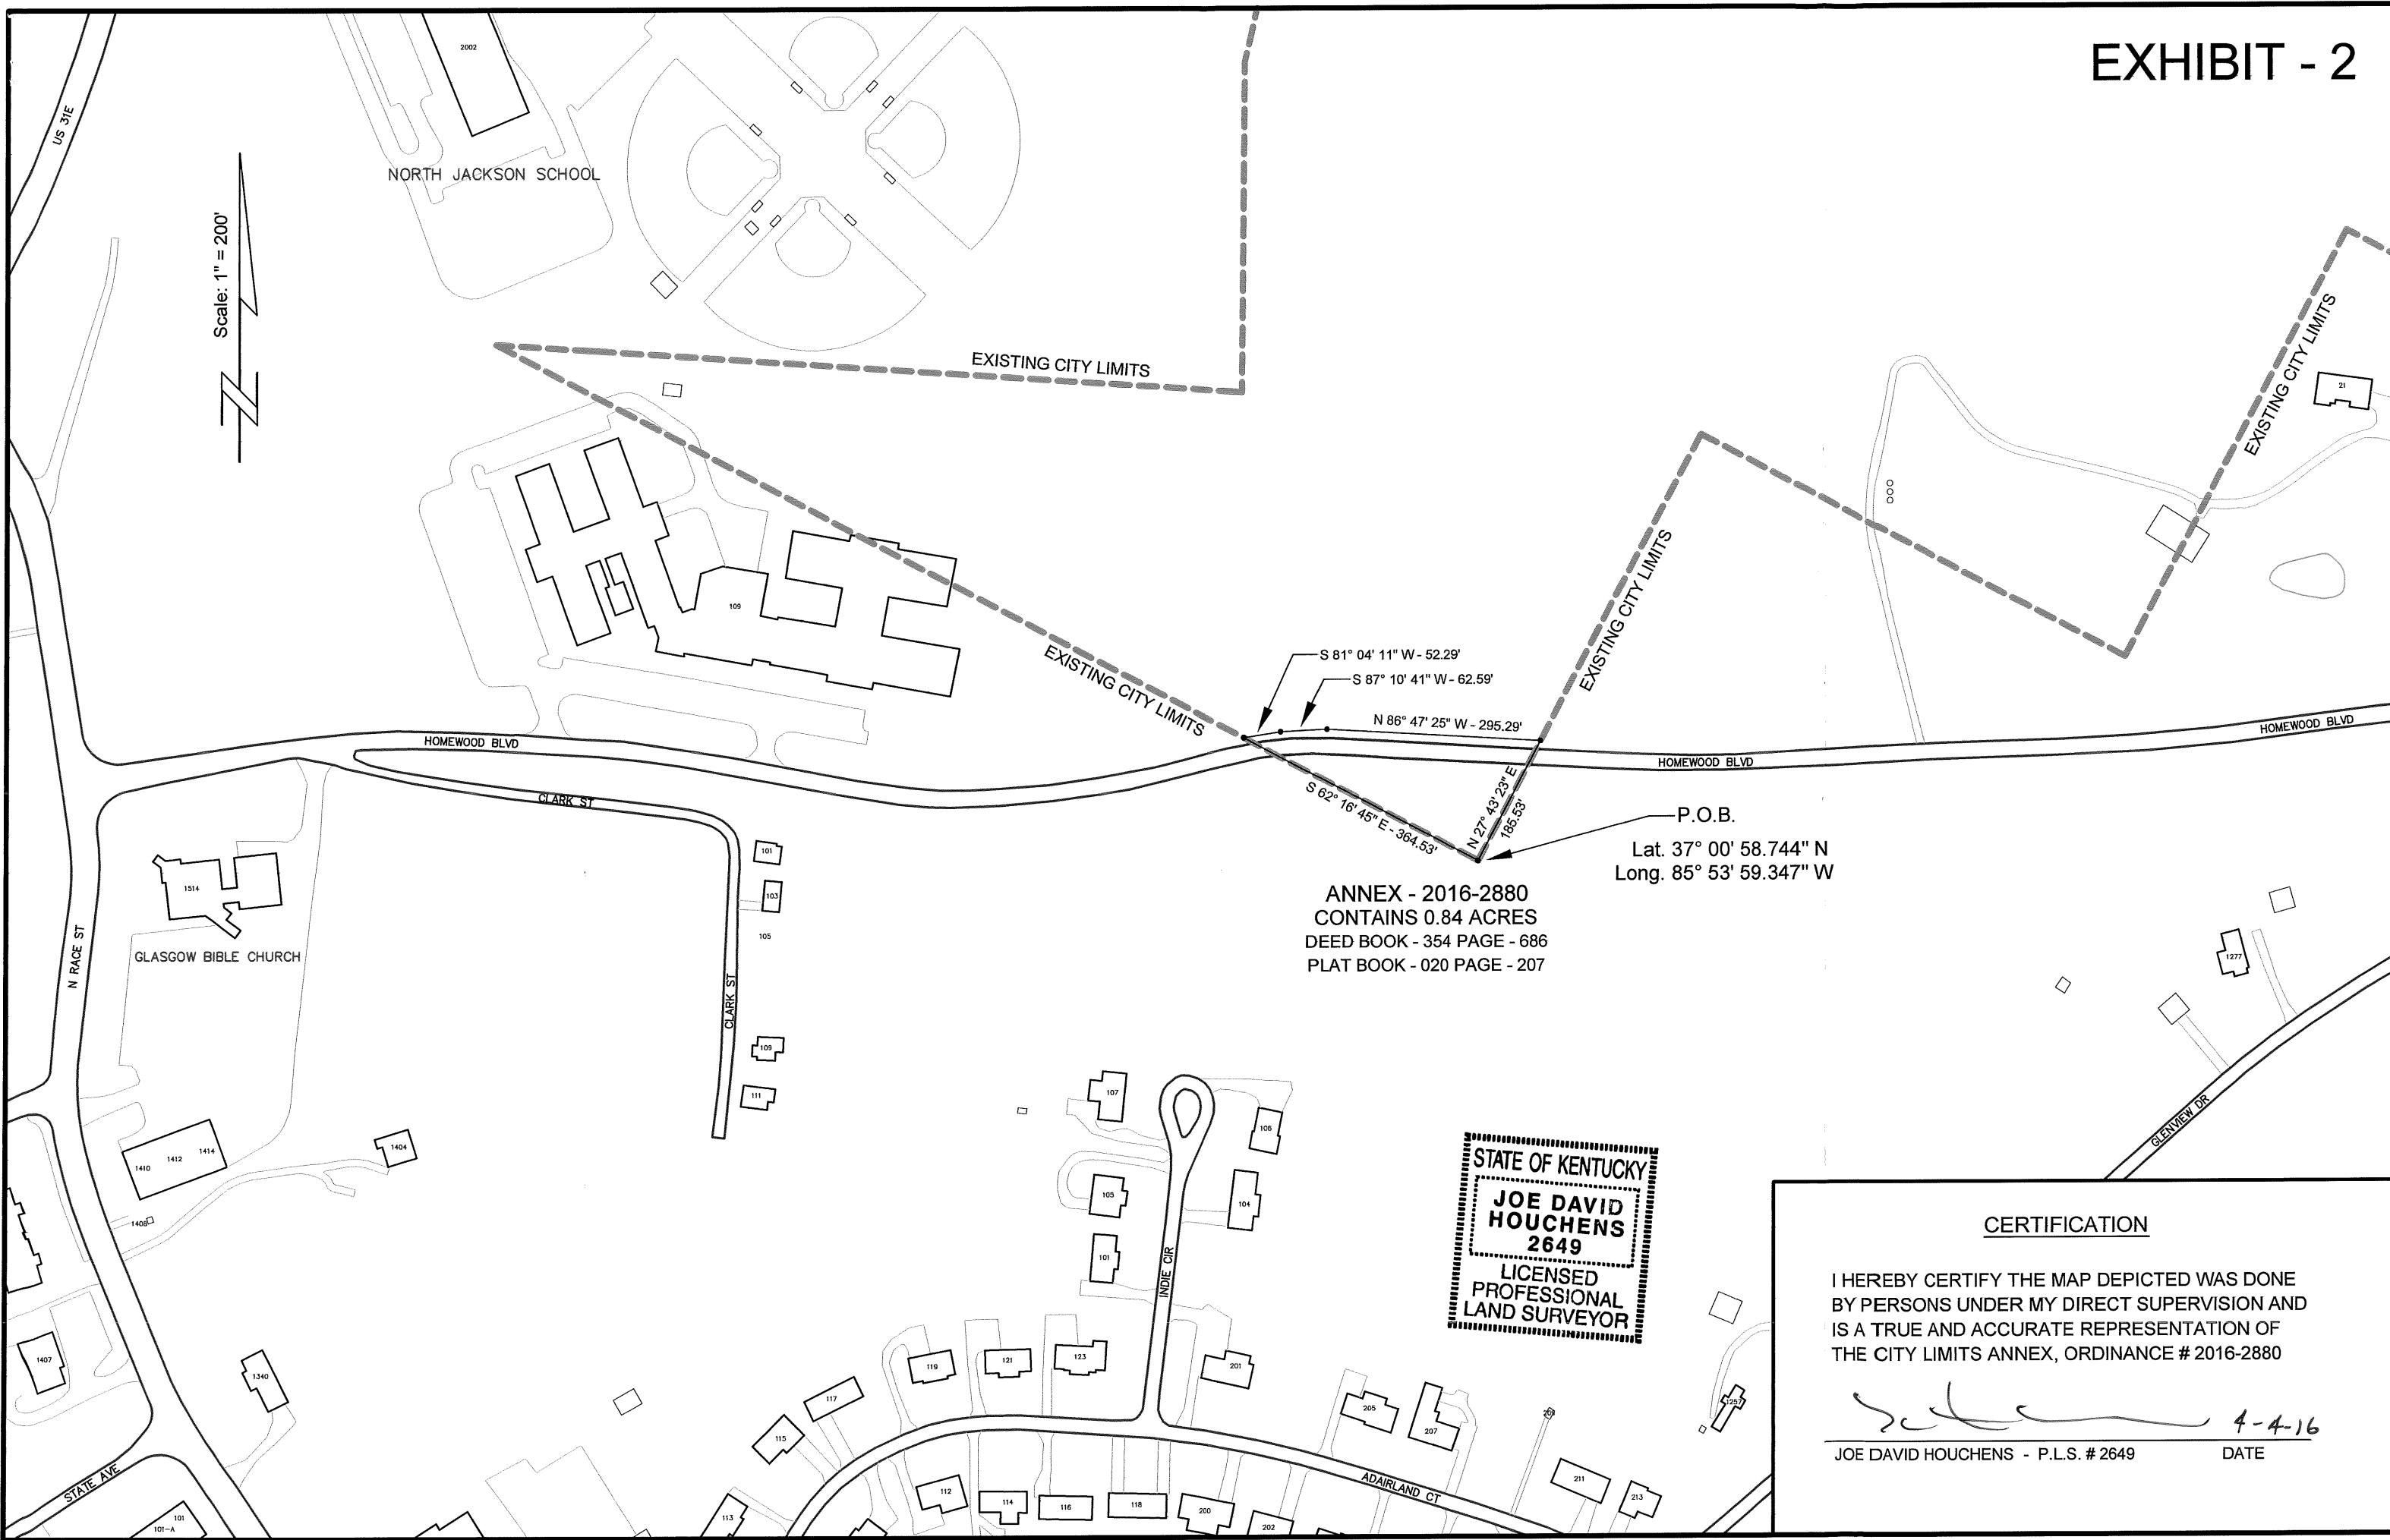 EXHIBIT - 2
US 31E
2002
NORTH JACKSON SCHOOL
Scale: 1" = 200'
EXISTING CITY LIMITS
EXISTING CITY LIMITS
21
EXISTING CITY LIMITS
109
EXISTING CITY LIMITS
S 81° 04' 11" W - 52.29'
S 87° 10' 41" W - 62.59'
N 86° 47' 25" W - 295.29'
HOMEWOOD BLVD
HOMEWOOD BLVD
HOMEWOOD BLVD
S 62° 16' 45" E - 364.53'
N 27° 43' 23" E
185.53'
P.O.B.
Lat. 37° 00' 58.744" N
Long. 85° 53' 59.347" W
ANNEX - 2016-2880
CONTAINS 0.84 ACRES
DEED BOOK - 354 PAGE - 686
PLAT BOOK - 020 PAGE - 207
CLARK ST
101
103
105
CLARK ST
109
111
1514
GLASGOW BIBLE CHURCH
N RACE ST
1410
1412
1414
1404
1408
1407
1340
STATE AVE
101
101-A
107
106
105
104
101
INDIE CIR
119
121
123
201
117
115
113
112
114
116
118
200
202
205
207
209
211
213
ADAIRLAND CT
1277
1257
GLENVIEW DR
STATE OF KENTUCKY
JOE DAVID
HOUCHENS
2649
LICENSED
PROFESSIONAL
LAND SURVEYOR
CERTIFICATION
I HEREBY CERTIFY THE MAP DEPICTED WAS DONE
BY PERSONS UNDER MY DIRECT SUPERVISION AND
IS A TRUE AND ACCURATE REPRESENTATION OF
THE CITY LIMITS ANNEX, ORDINANCE # 2016-2880
4-4-16
JOE DAVID HOUCHENS - P.L.S. # 2649
DATE